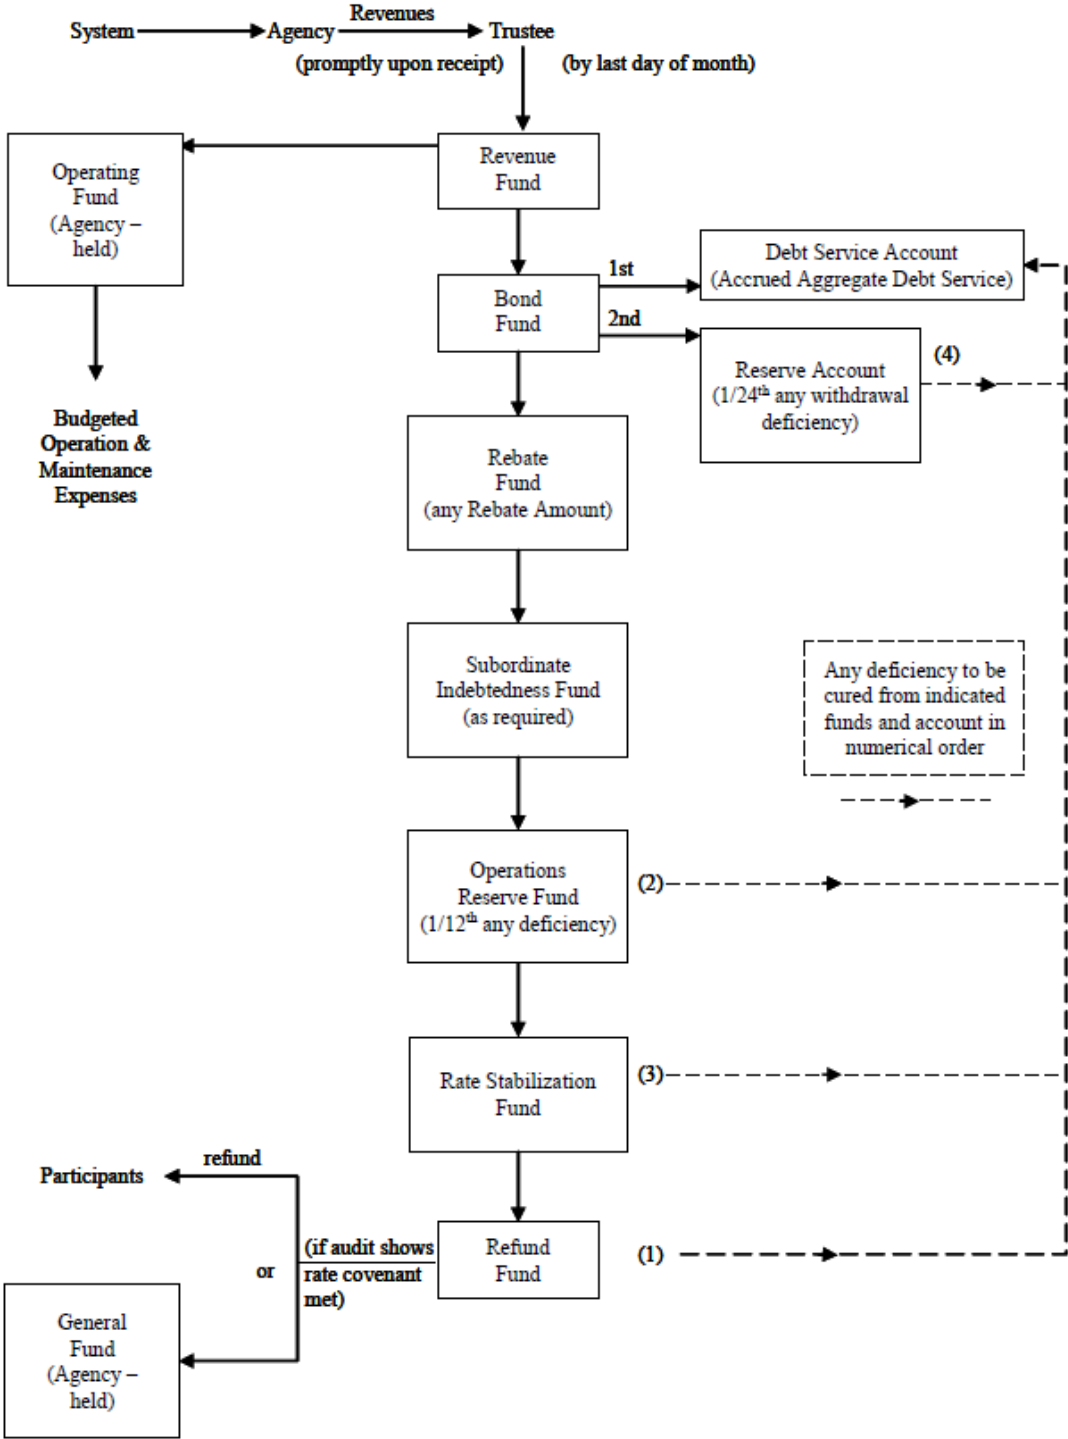 Revenues
System
Agency
Trustee
(promptly upon receipt)
(by last day of month)
Operating
Fund
(Agency –
held)
Revenue
Fund
Debt Service Account
(Accrued Aggregate Debt Service)
1st
Bond
Fund
2nd
Reserve Account
(1/24th any withdrawal
deficiency)
(4)
Budgeted
Operation &
Maintenance
Expenses
Rebate
Fund
(any Rebate Amount)
Subordinate
Indebtedness Fund
(as required)
Any deficiency to be
cured from indicated
funds and account in
numerical order
Operations
Reserve Fund
(1/12th any deficiency)
(2)
Rate Stabilization
Fund
(3)
refund
Participants
(if audit shows
rate covenant
met)
or
Refund
Fund
(1)
General
Fund
(Agency –
held)